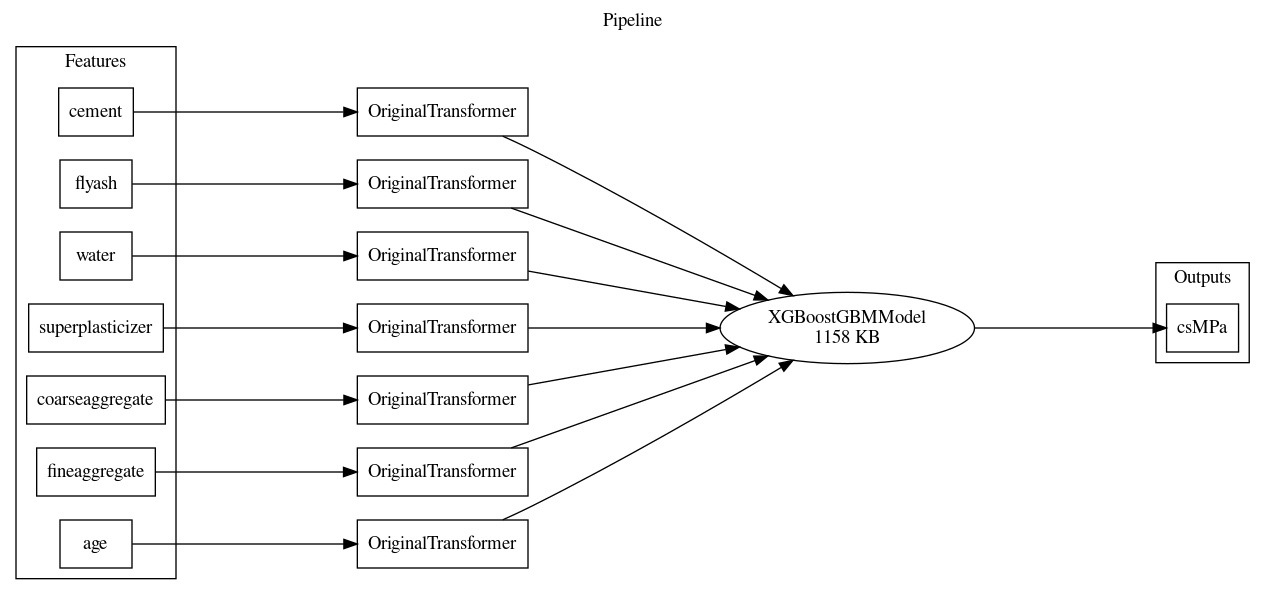 Pipeline
Features
cement
OriginalTransformer
flyash
OriginalTransformer
water
OriginalTransformer
superplasticizer
OriginalTransformer
coarseaggregate
OriginalTransformer
fineaggregate
OriginalTransformer
age
OriginalTransformer
XGBoostGBMModel
1158 KB
Outputs
csMPa